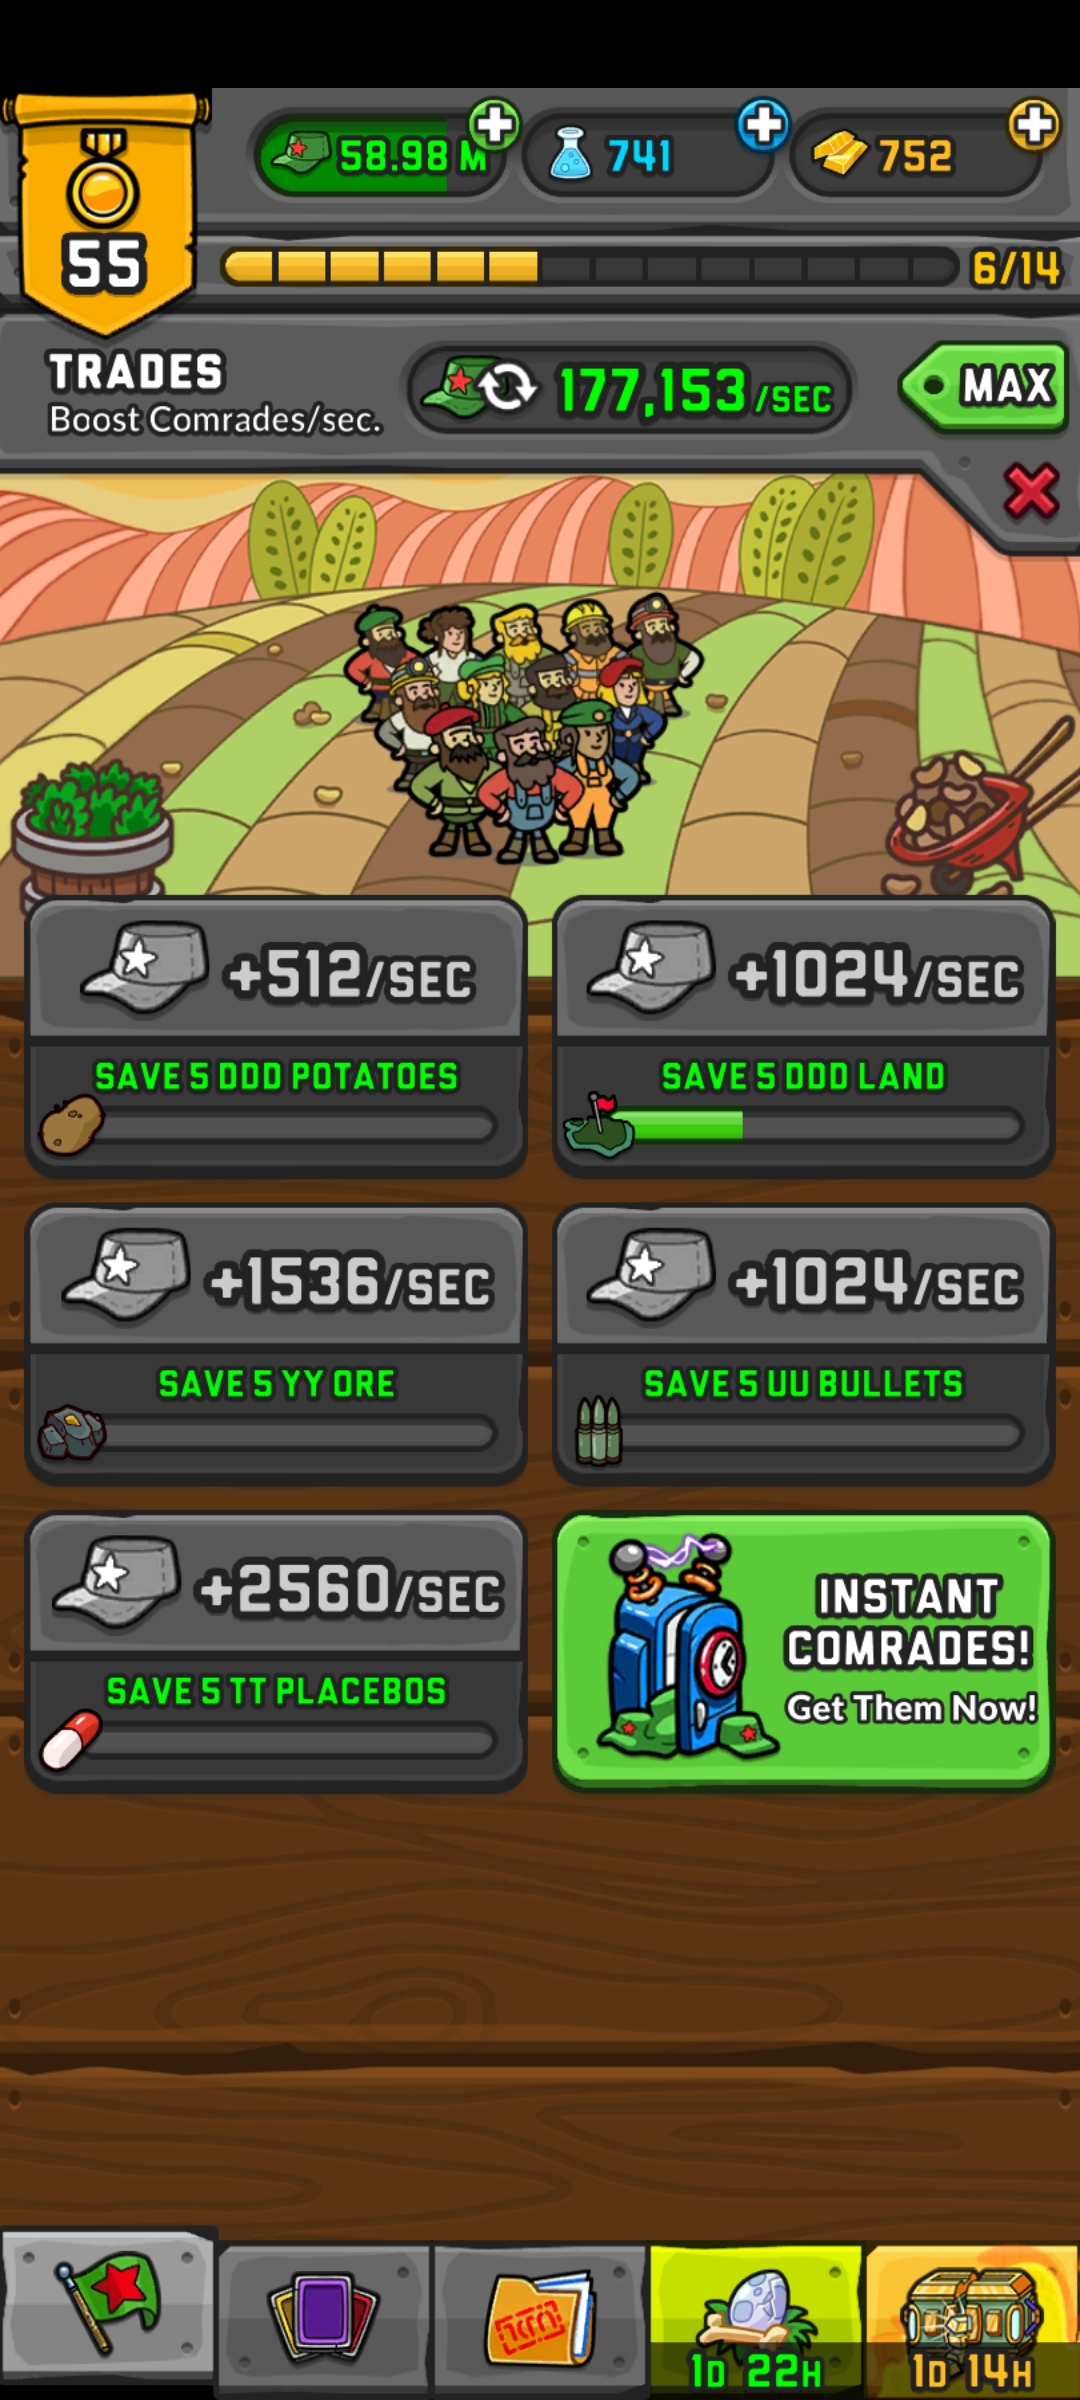 58.98 M
741
752
55
6/14
TRADES
Boost Comrades/sec.
177,153/SEC
MAX
+512/SEC
SAVE 5 DDD POTATOES
+1024/SEC
SAVE 5 DDD LAND
+1536/SEC
SAVE 5 YY ORE
+1024/SEC
SAVE 5 UU BULLETS
+2560/SEC
SAVE 5 TT PLACEBOS
INSTANT
COMRADES!
Get Them Now!
1D 22H
1D 14H